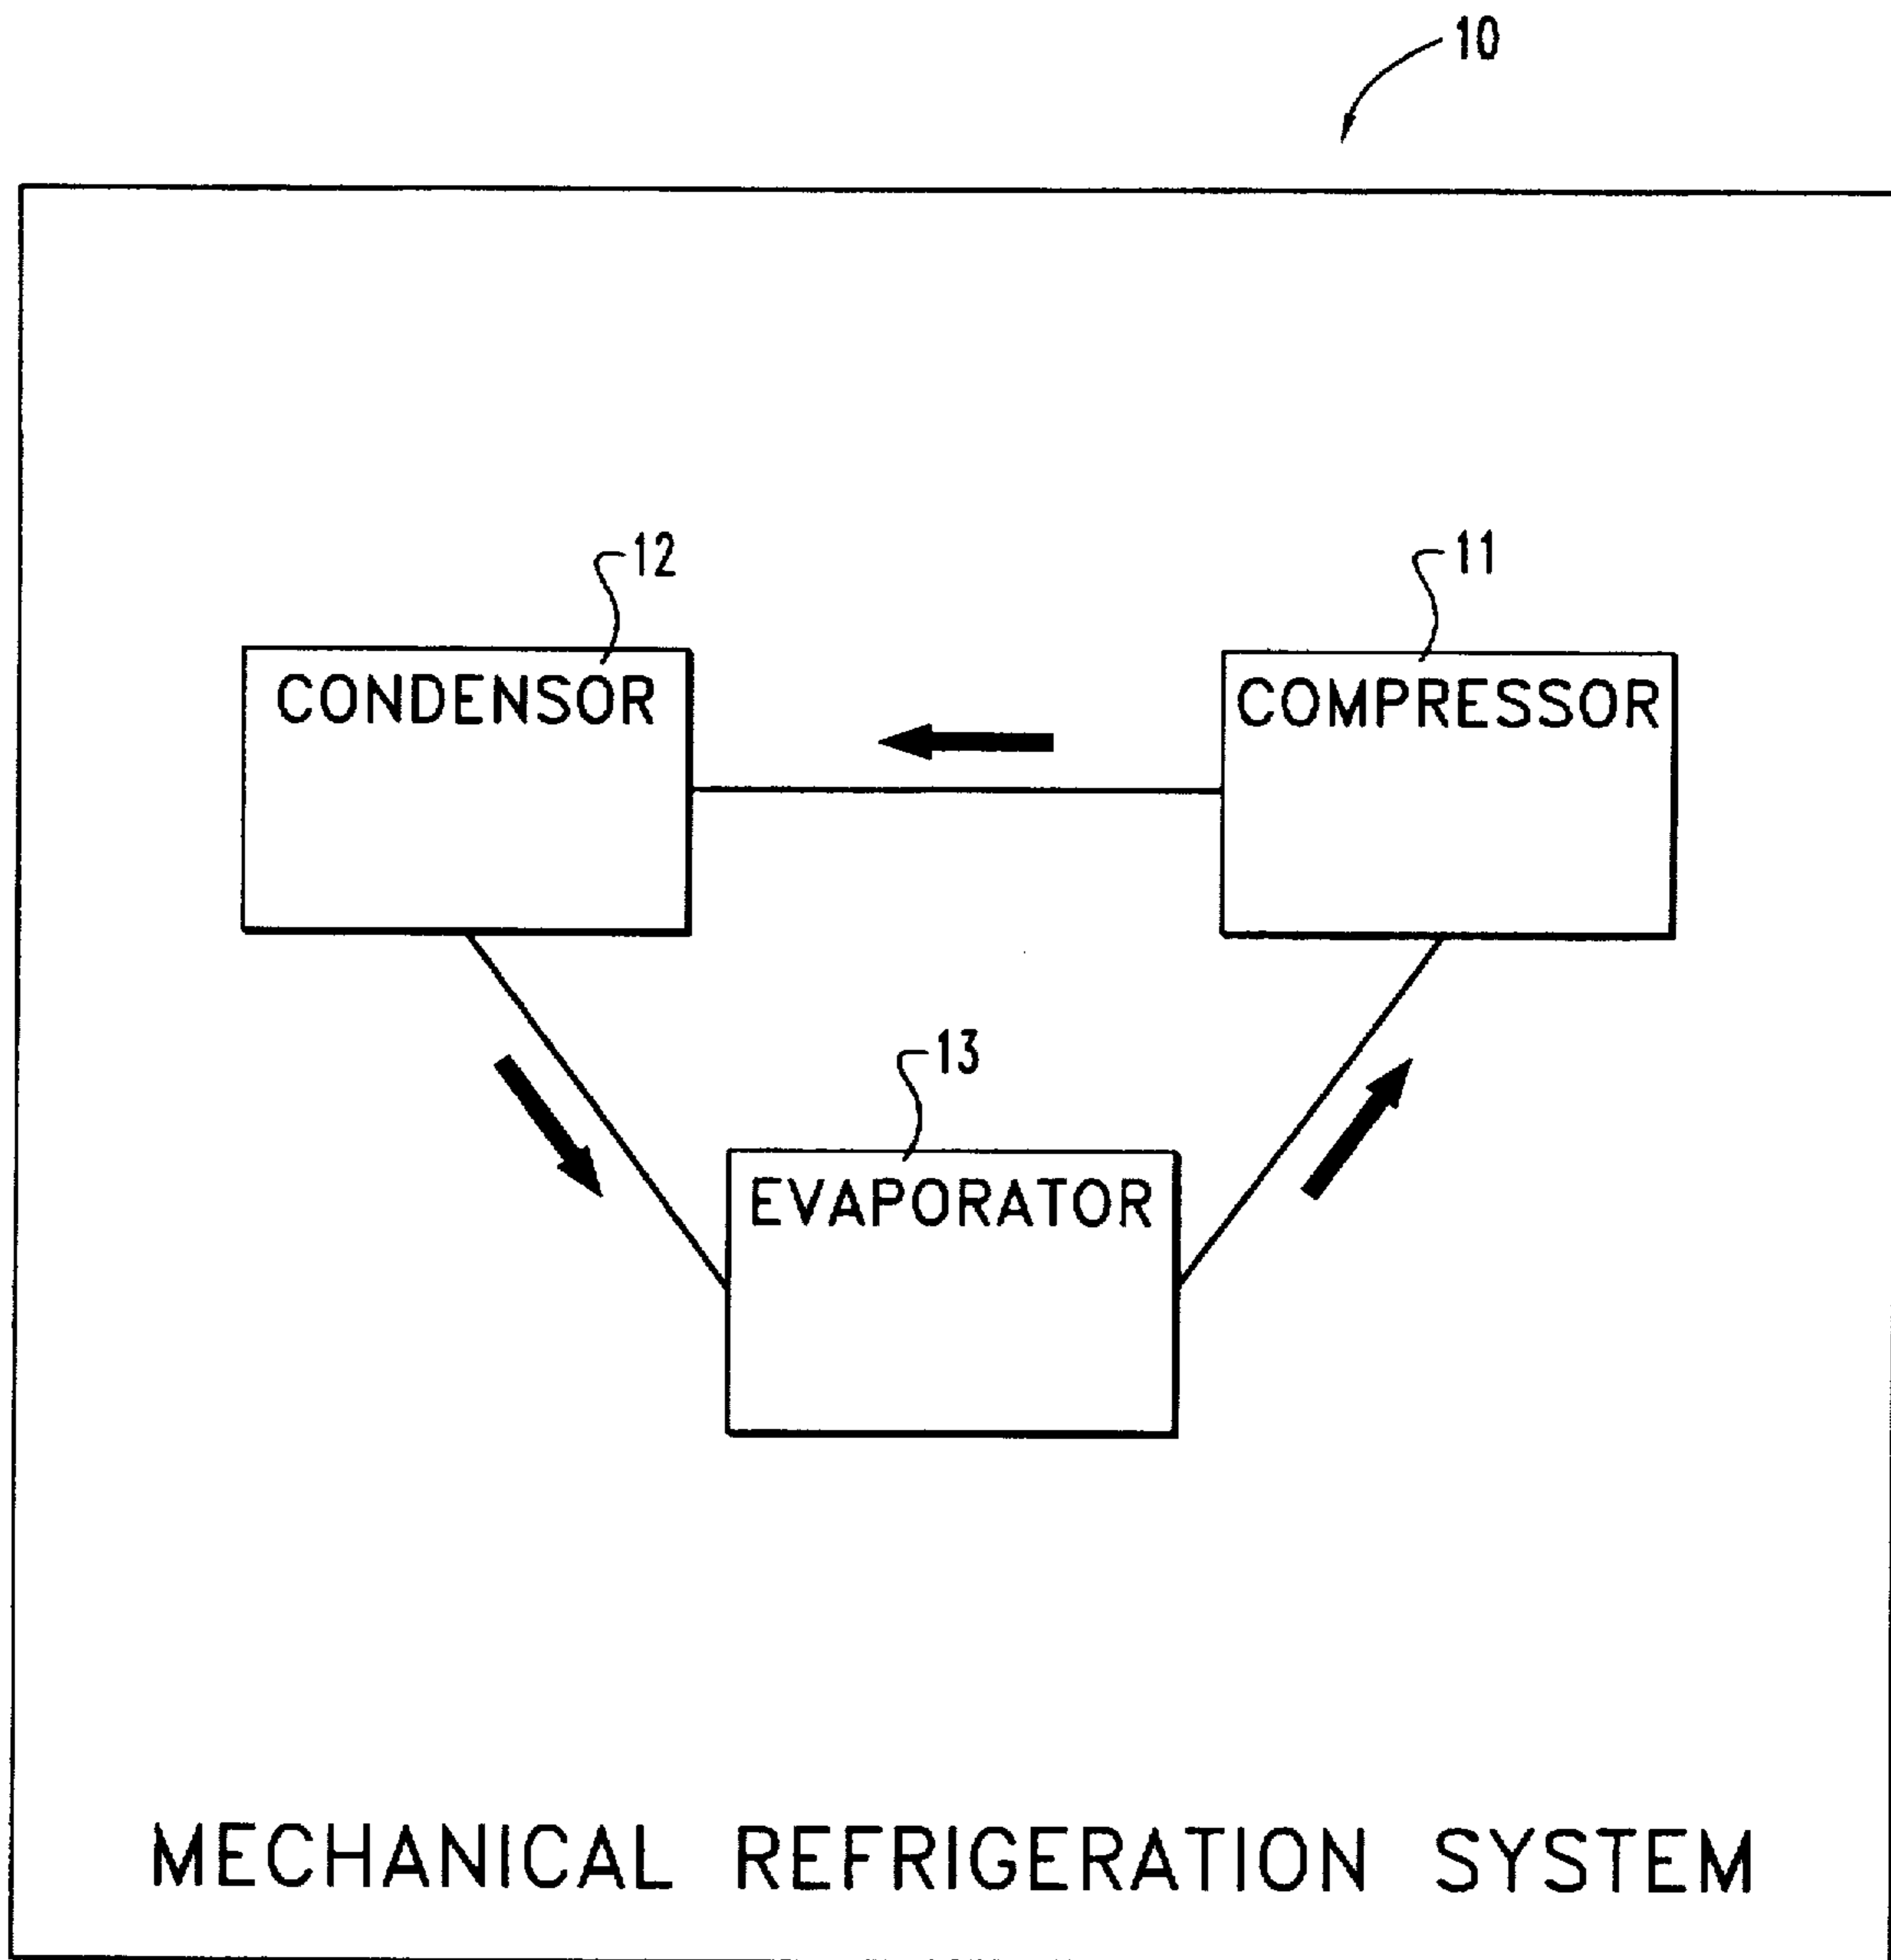 10
12
11
CONDENSOR
COMPRESSOR
13
EVAPORATOR
MECHANICAL REFRIGERATION SYSTEM